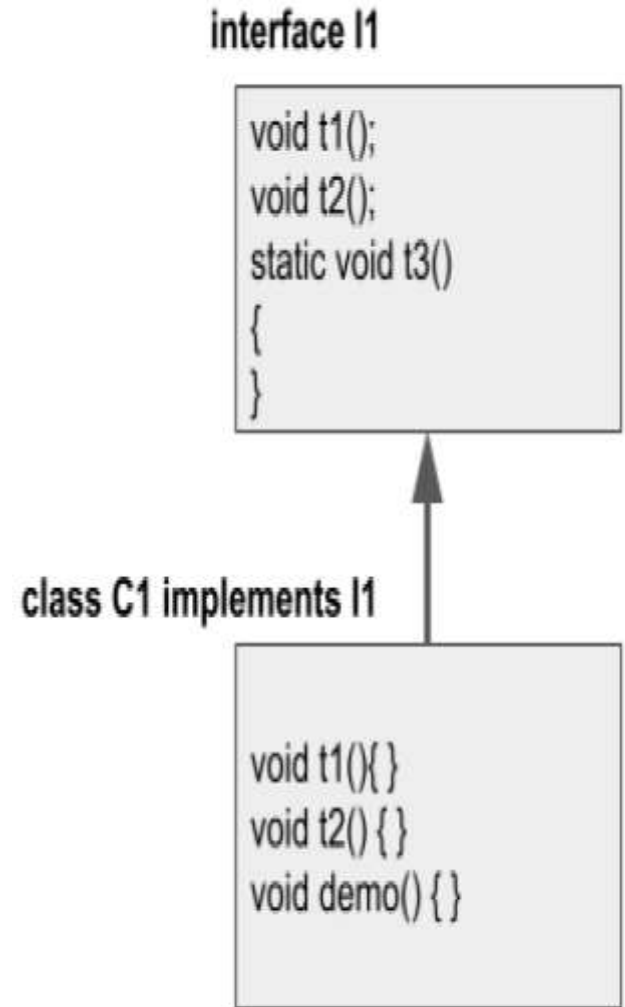 interface I1
void t1();
void t2();
static void t3()
{
}
class C1 implements I1
void t1(){ }
void t2() { }
void demo() { }